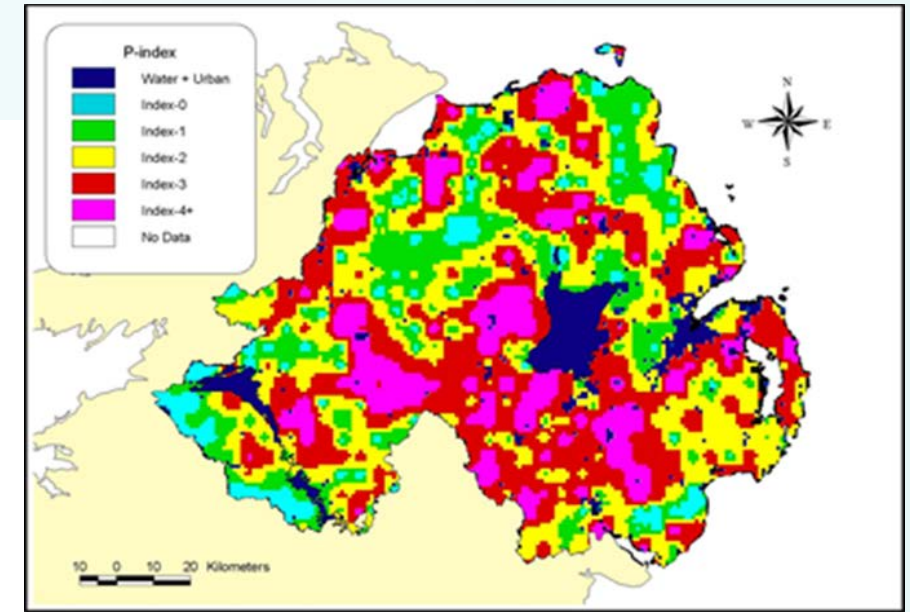 P-index
Water + Urban
Index-0
Index-1
Index-2
Index-3
Index-4+
No Data
N
W E
S
10 0 10 20 Kilometers